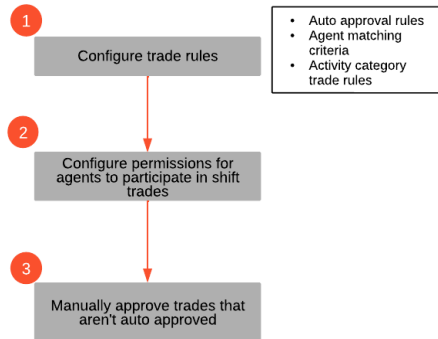 1
Configure trade rules
• Auto approval rules
• Agent matching
criteria
• Activity category
trade rules
2
Configure permissions for
agents to participate in shift
trades
3
Manually approve trades that
aren't auto approved